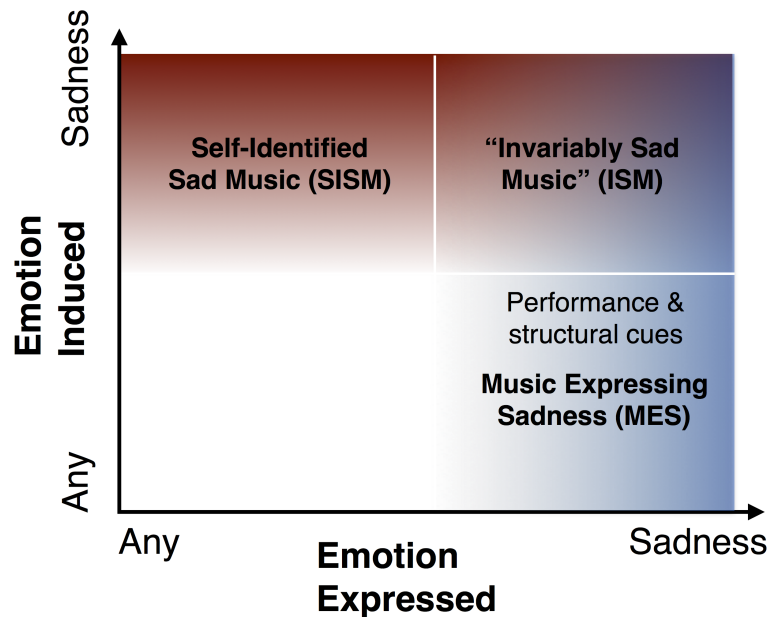 Sadness
Emotion
Induced
Any
Self-Identified
Sad Music (SISM)
“Invariably Sad
Music” (ISM)
Performance &
structural cues
Music Expressing
Sadness (MES)
Any
Sadness
Emotion
Expressed